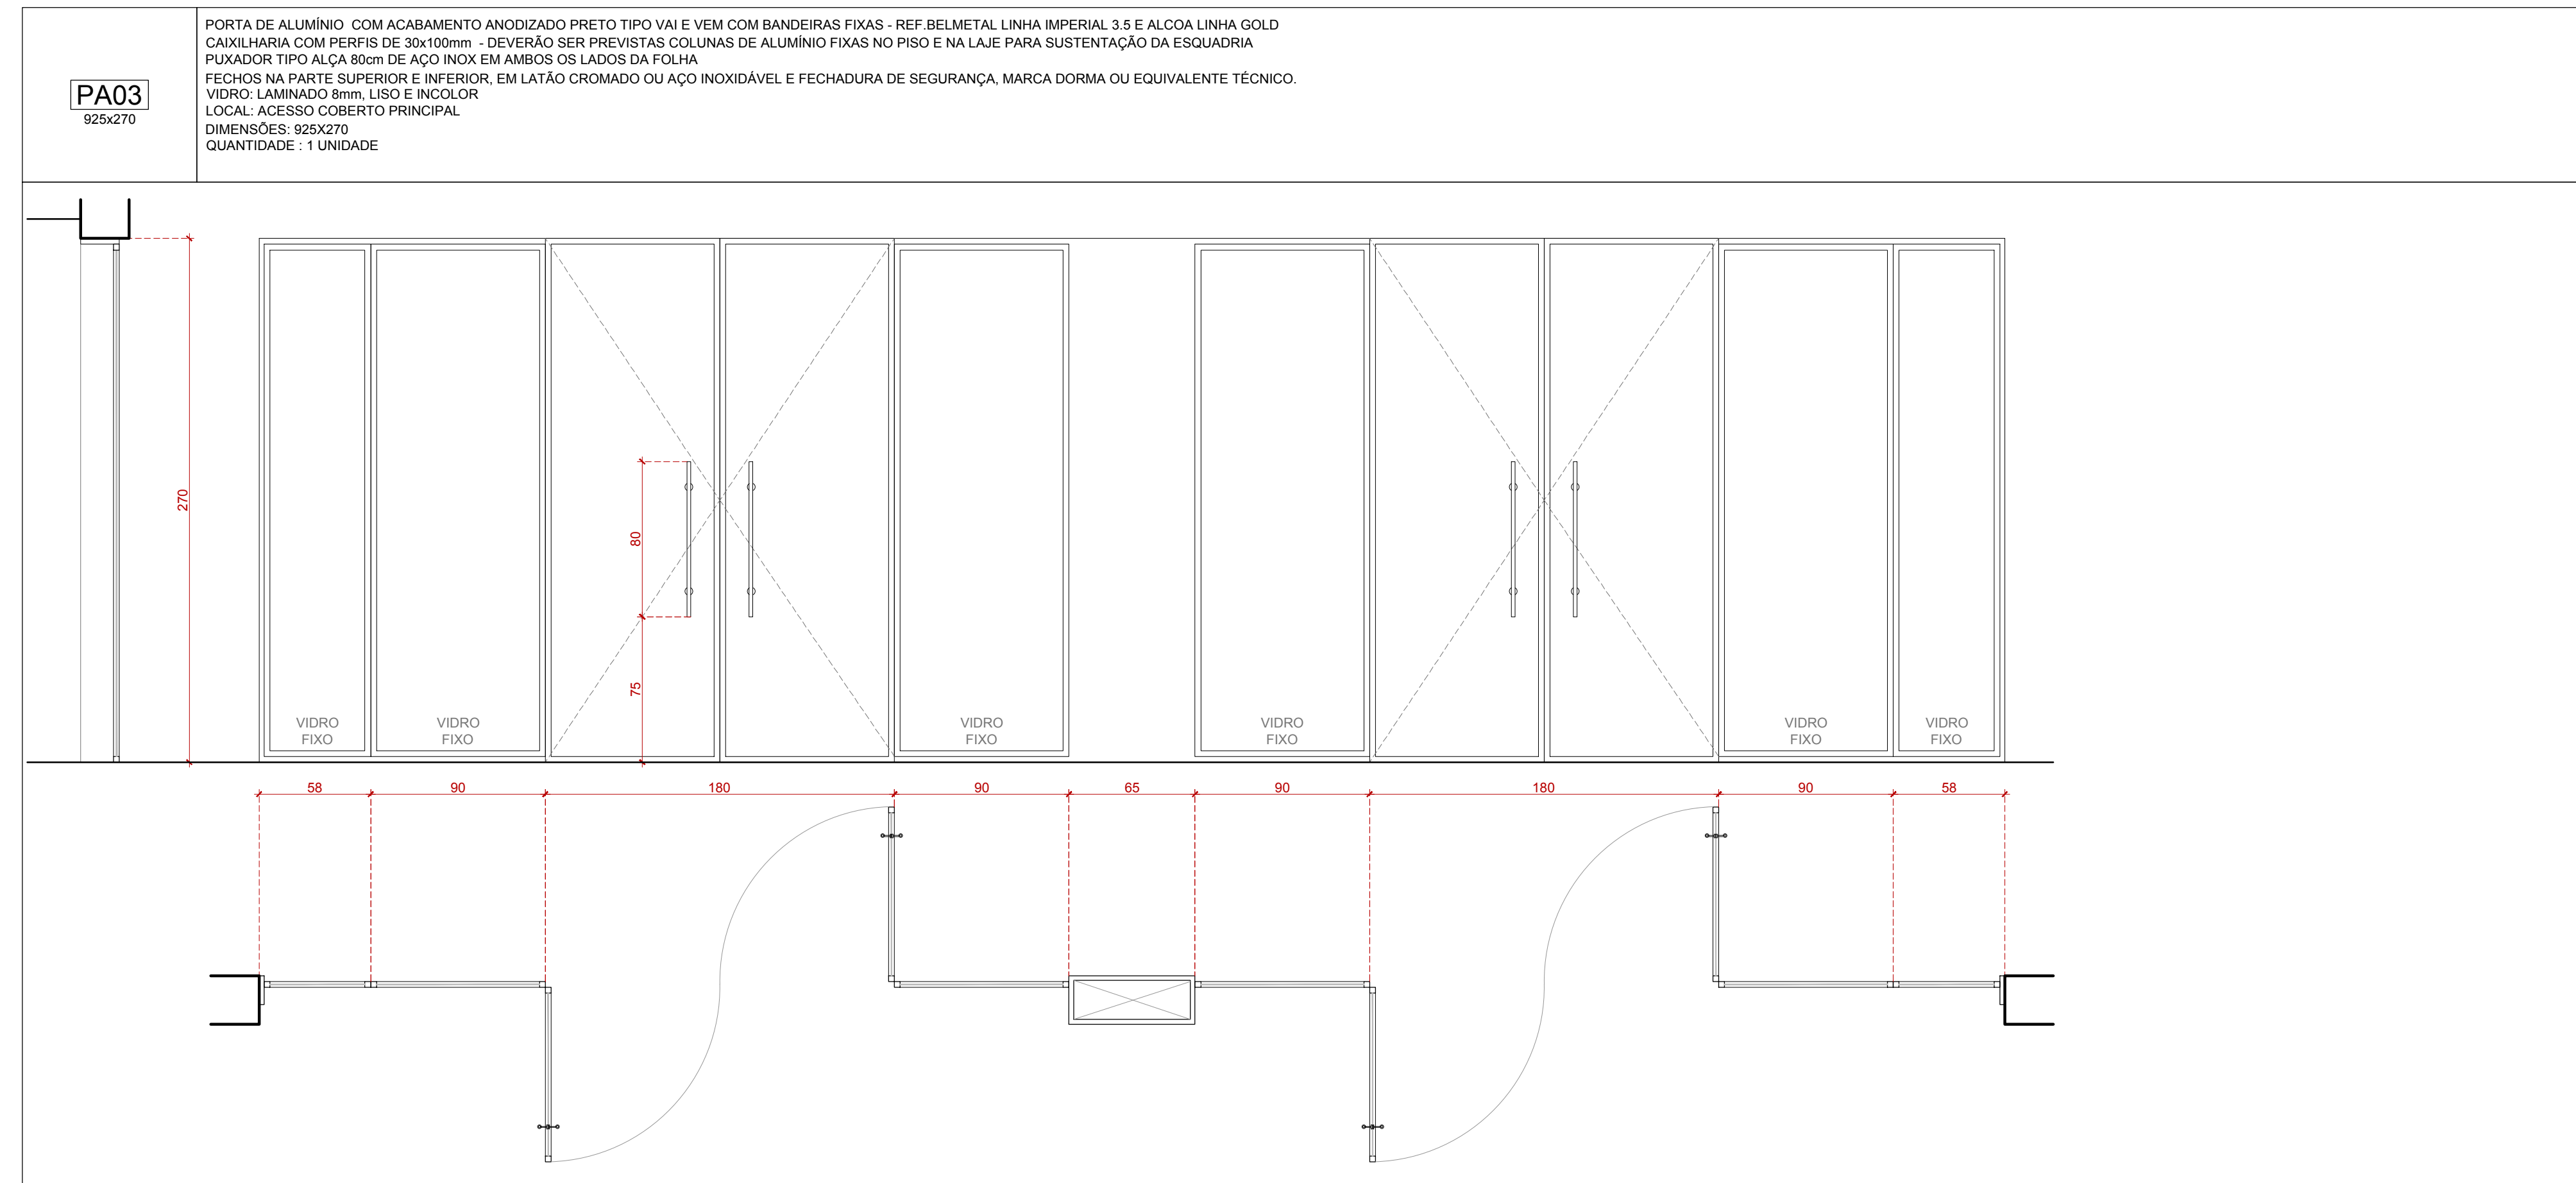 PA03
925x270
PORTA DE ALUMÍNIO  COM ACABAMENTO ANODIZADO PRETO TIPO VAI E VEM COM BANDEIRAS FIXAS - REF.BELMETAL LINHA IMPERIAL 3.5 E ALCOA LINHA GOLD
CAIXILHARIA COM PERFIS DE 30x100mm  - DEVERÃO SER PREVISTAS COLUNAS DE ALUMÍNIO FIXAS NO PISO E NA LAJE PARA SUSTENTAÇÃO DA ESQUADRIA
PUXADOR TIPO ALÇA 80cm DE AÇO INOX EM AMBOS OS LADOS DA FOLHA
FECHOS NA PARTE SUPERIOR E INFERIOR, EM LATÃO CROMADO OU AÇO INOXIDÁVEL E FECHADURA DE SEGURANÇA, MARCA DORMA OU EQUIVALENTE TÉCNICO.
VIDRO: LAMINADO 8mm, LISO E INCOLOR
LOCAL: ACESSO COBERTO PRINCIPAL
DIMENSÕES: 925X270
QUANTIDADE : 1 UNIDADE
270
80
75
VIDRO
FIXO
VIDRO
FIXO
VIDRO
FIXO
VIDRO
FIXO
VIDRO
FIXO
VIDRO
FIXO
58
90
180
90
65
90
180
90
58